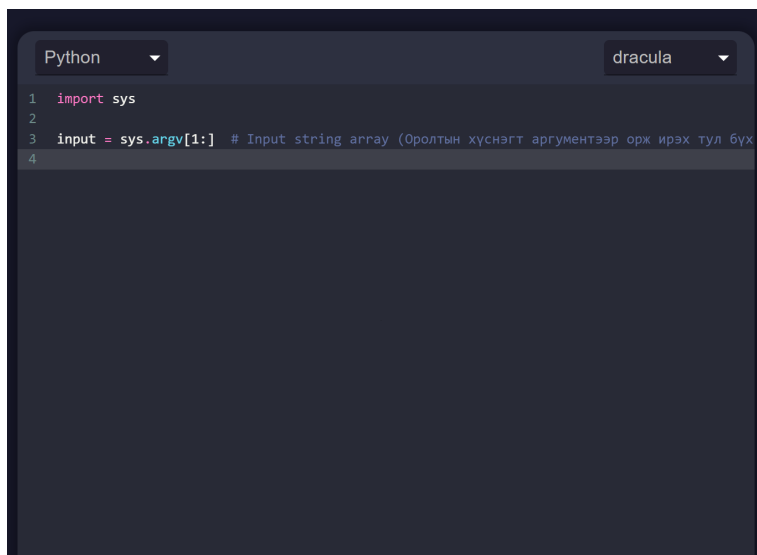 Python
dracula
1 import sys
2
3 input = sys.argv[1:]  # Input string array (Оролтын хүснэгт аргументээр орж ирэх тул бүх
4